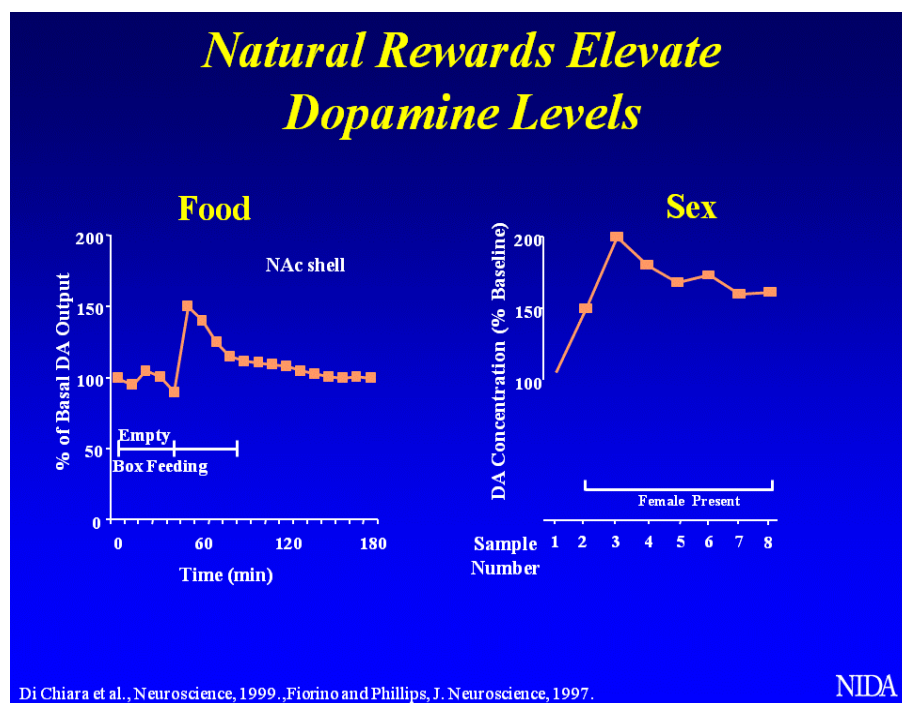 Natural Rewards Elevate
Dopamine Levels
Food
% of Basal DA Output
200
150
100
50
0
NAc shell
Empty
Box Feeding
0 60 120 180
Time (min)
Sex
DA Concentration (% Baseline)
200
150
100
Female Present
Sample 1 2 3 4 5 6 7 8
Number
Di Chiara et al., Neuroscience, 1999.,Fiorino and Phillips, J. Neuroscience, 1997.
NIDA